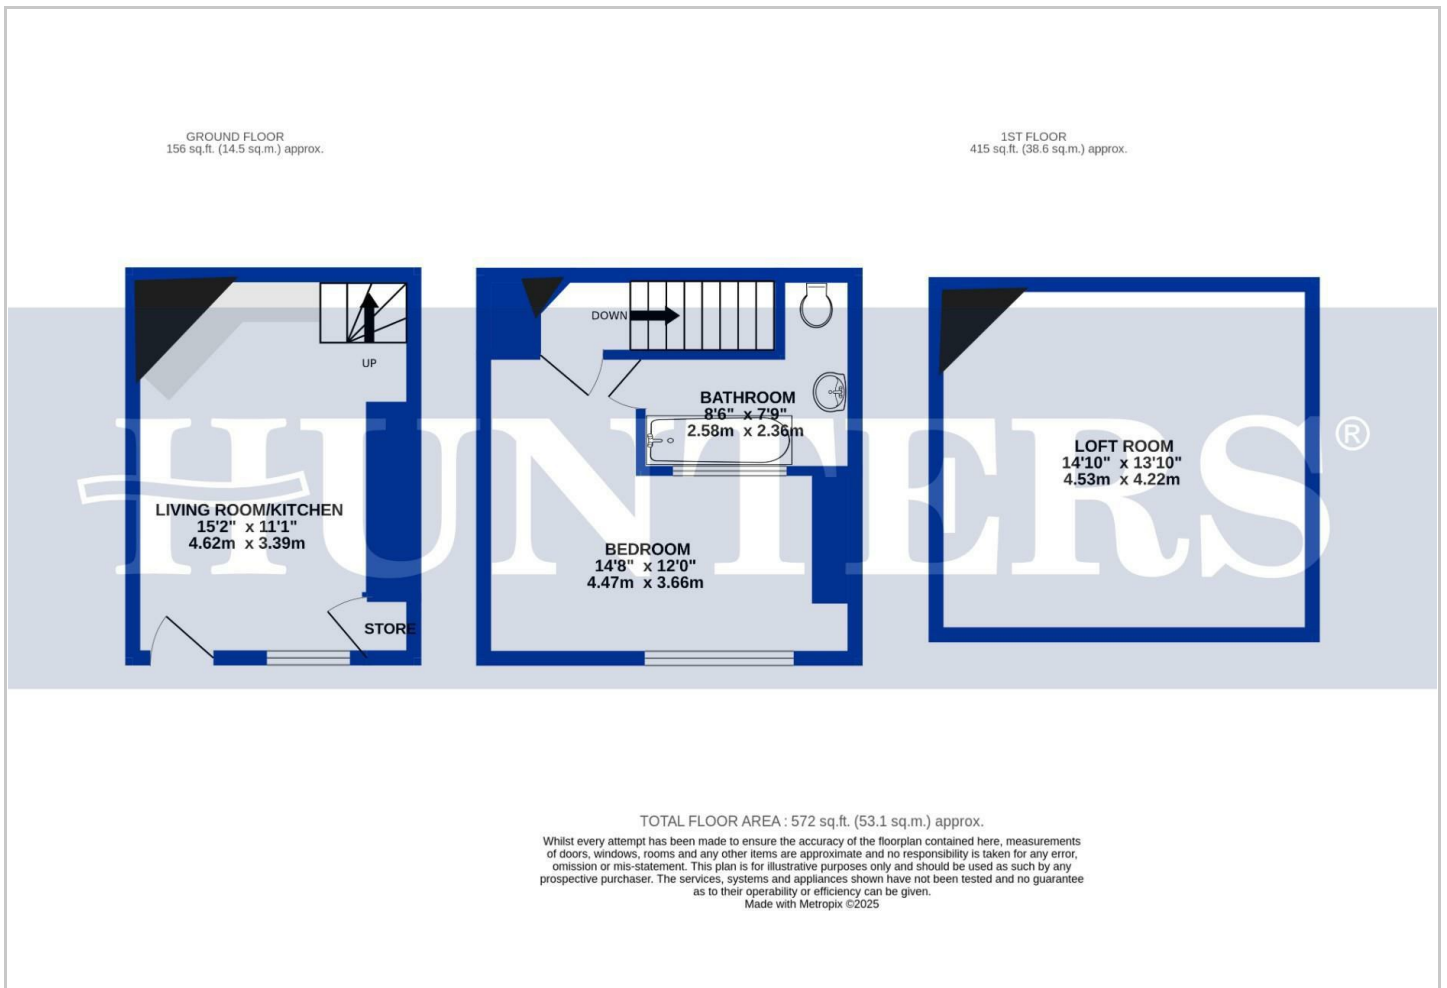 GROUND FLOOR
156 sq.ft. (14.5 sq.m.) approx.
1ST FLOOR
415 sq.ft. (38.6 sq.m.) approx.
UP
DOWN
BATHROOM
8'6" x 7'9"
2.58m x 2.36m
HUNTERS®
LIVING ROOM/KITCHEN
15'2" x 11'1"
4.62m x 3.39m
STORE
BEDROOM
14'8" x 12'0"
4.47m x 3.66m
LOFT ROOM
14'10" x 13'10"
4.53m x 4.22m
TOTAL FLOOR AREA : 572 sq.ft. (53.1 sq.m.) approx.
Whilst every attempt has been made to ensure the accuracy of the floorplan contained here, measurements
of doors, windows, rooms and any other items are approximate and no responsibility is taken for any error,
omission or mis-statement. This plan is for illustrative purposes only and should be used as such by any
prospective purchaser. The services, systems and appliances shown have not been tested and no guarantee
as to their operability or efficiency can be given.
Made with Metropix ©2025